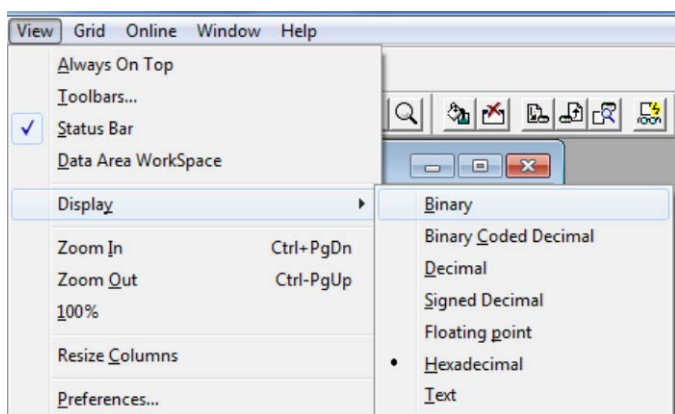 View Grid Online Window Help
Always On Top
Toolbars...
Status Bar
Data Area WorkSpace
Display
Zoom In Ctrl+PgDn
Zoom Out Ctrl-PgUp
100%
Resize Columns
Preferences...
Binary
Binary Coded Decimal
Decimal
Signed Decimal
Floating point
Hexadecimal
Text